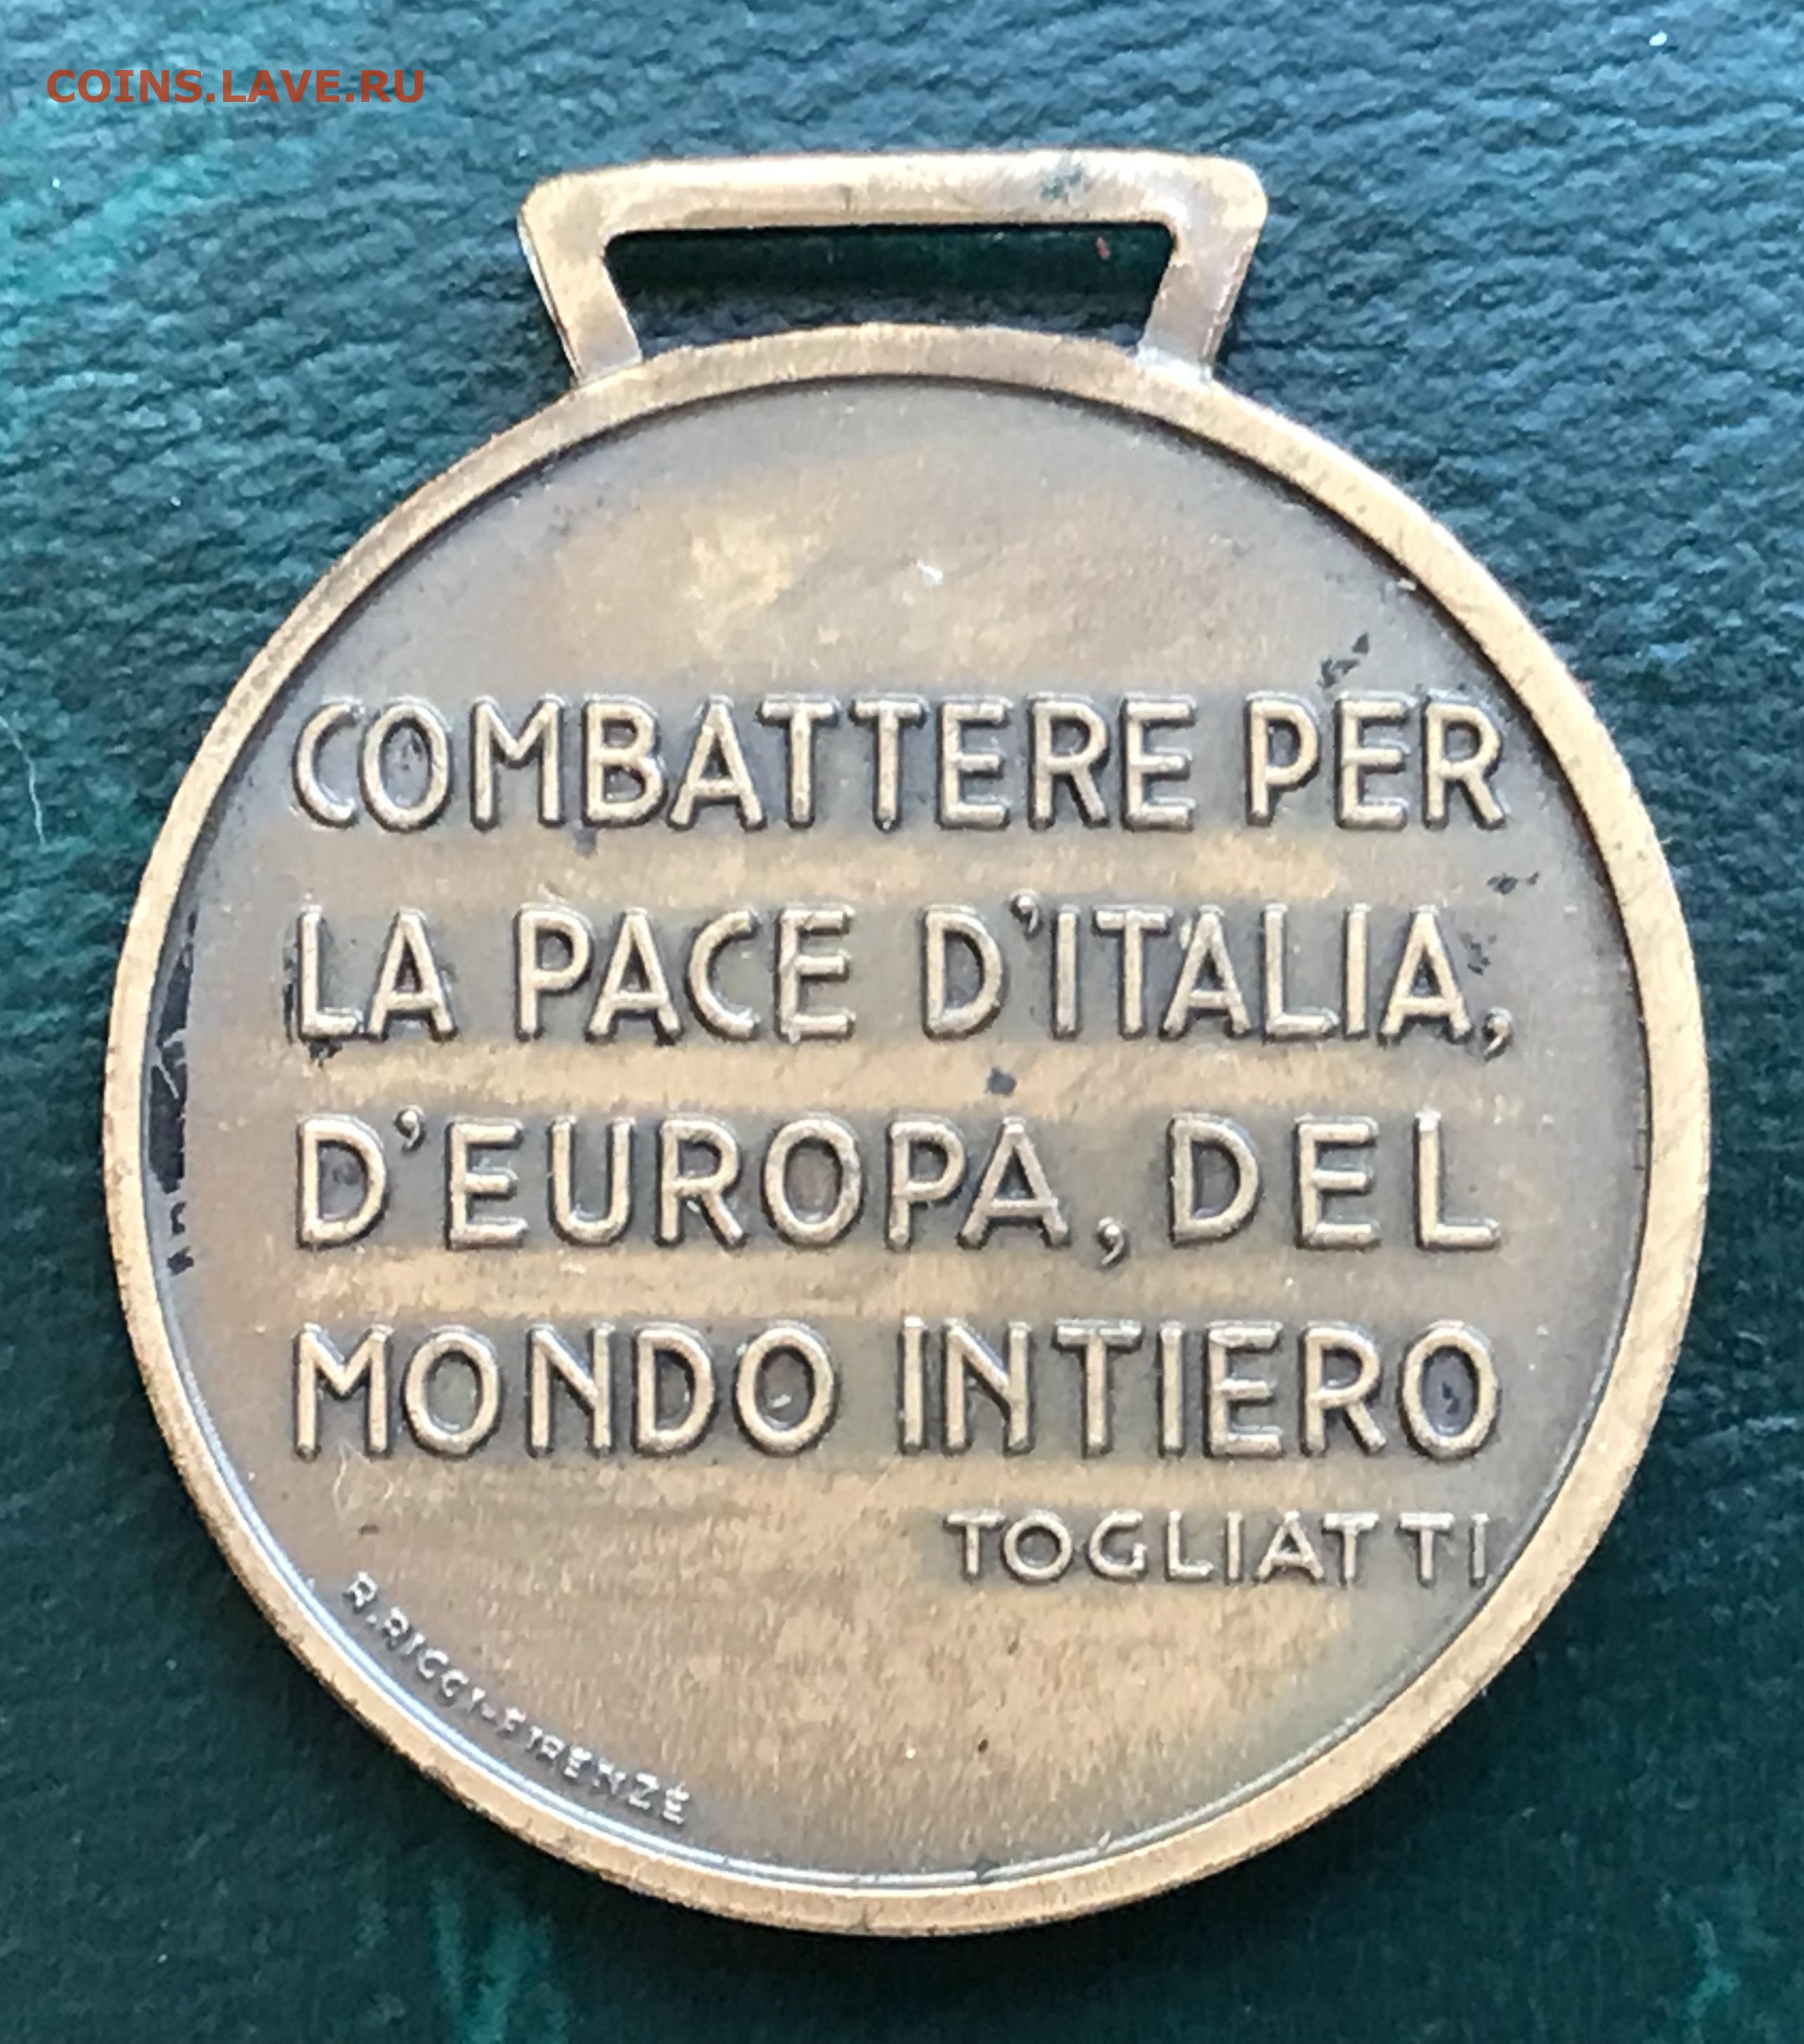 COINS.LAVE.RU
COMBATTERE PER
LA PACE D'ITALIA,
D'EUROPA, DEL
MONDO INTIERO
TOGLIATTI
R.RICCI-FIRENZE